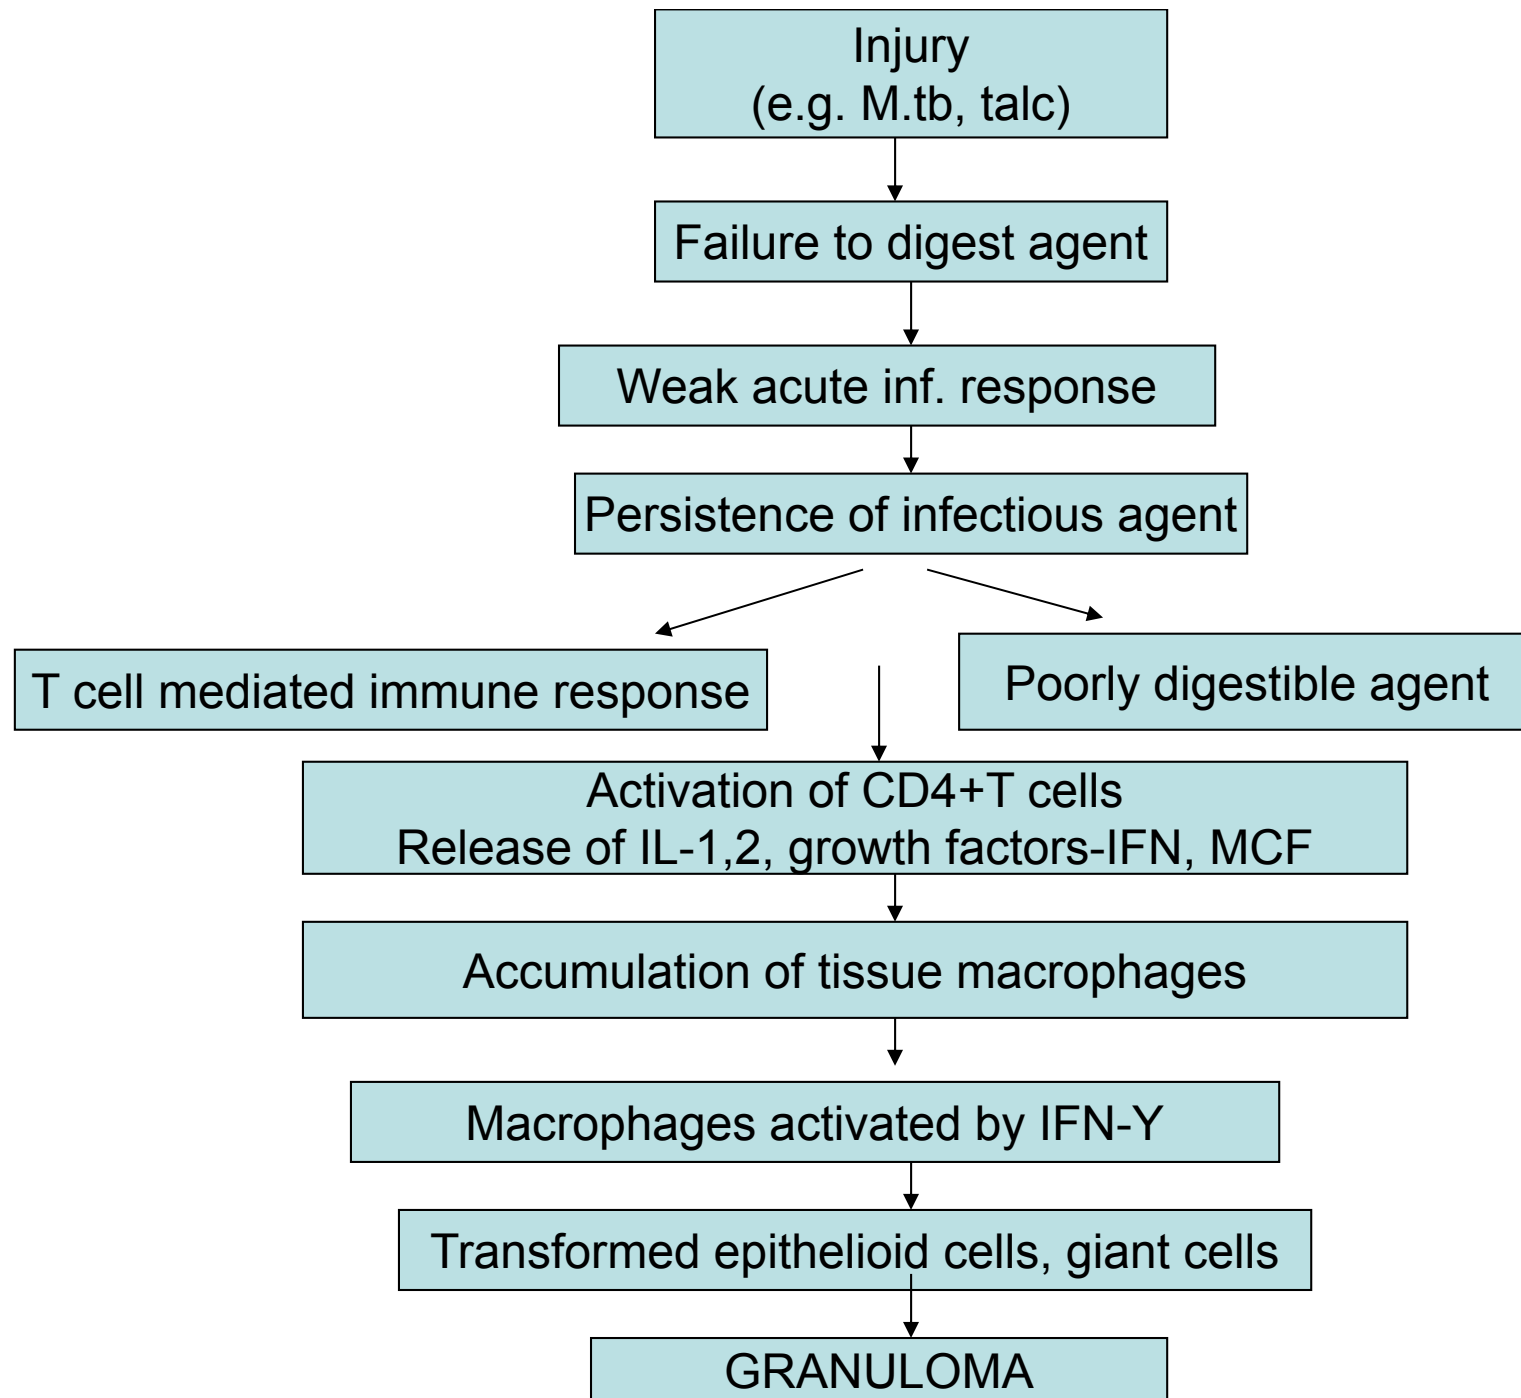 Injury
(e.g. M.tb, talc)
Failure to digest agent
Weak acute inf. response
Persistence of infectious agent
T cell mediated immune response
Poorly digestible agent
Activation of CD4+T cells
Release of IL-1,2, growth factors-IFN, MCF
Accumulation of tissue macrophages
Macrophages activated by IFN-Y
Transformed epithelioid cells, giant cells
GRANULOMA